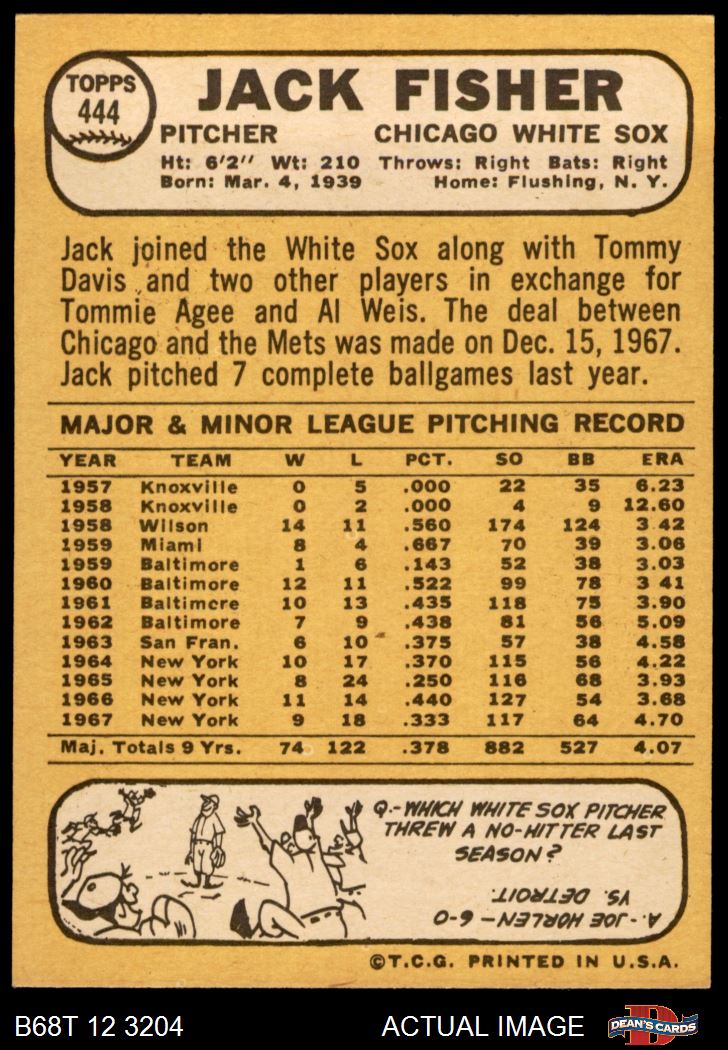 TOPPS
444
JACK FISHER
PITCHER CHICAGO WHITE SOX
Ht: 6'2" Wt: 210 Throws: Right Bats: Right
Born: Mar. 4, 1939 Home: Flushing, N. Y.
Jack joined the White Sox along with Tommy
Davis and two other players in exchange for
Tommie Agee and Al Weis. The deal between
Chicago and the Mets was made on Dec. 15, 1967.
Jack pitched 7 complete ballgames last year.
MAJOR & MINOR LEAGUE PITCHING RECORD
YEAR TEAM W L PCT. SO BB ERA
1957 Knoxville 0 5 .000 22 35 6.23
1958 Knoxville 0 2 .000 4 9 12.60
1958 Wilson 14 11 .560 174 124 3 42
1959 Miami 8 4 .667 70 39 3.06
1959 Baltimore 1 6 .143 52 38 3.03
1960 Baltimore 12 11 .522 99 78 3 41
1961 Baltimore 10 13 .435 118 75 3.90
1962 Baltimore 7 9 .438 81 56 5.09
1963 San Fran. 6 10 .375 57 38 4.58
1964 New York 10 17 .370 115 56 4.22
1965 New York 8 24 .250 116 68 3.93
1966 New York 11 14 .440 127 54 3.68
1967 New York 9 18 .333 117 64 4.70
Maj. Totals 9 Yrs. 74 122 .378 882 527 4.07
Q.-WHICH WHITE SOX PITCHER
THREW A NO-HITTER LAST
SEASON?
A. JOE HORLEN-6-0
VS. DETROIT.
©T.C.G. PRINTED IN U.S.A.
B68T 12 3204 ACTUAL IMAGE
D
DEAN'S CARDS